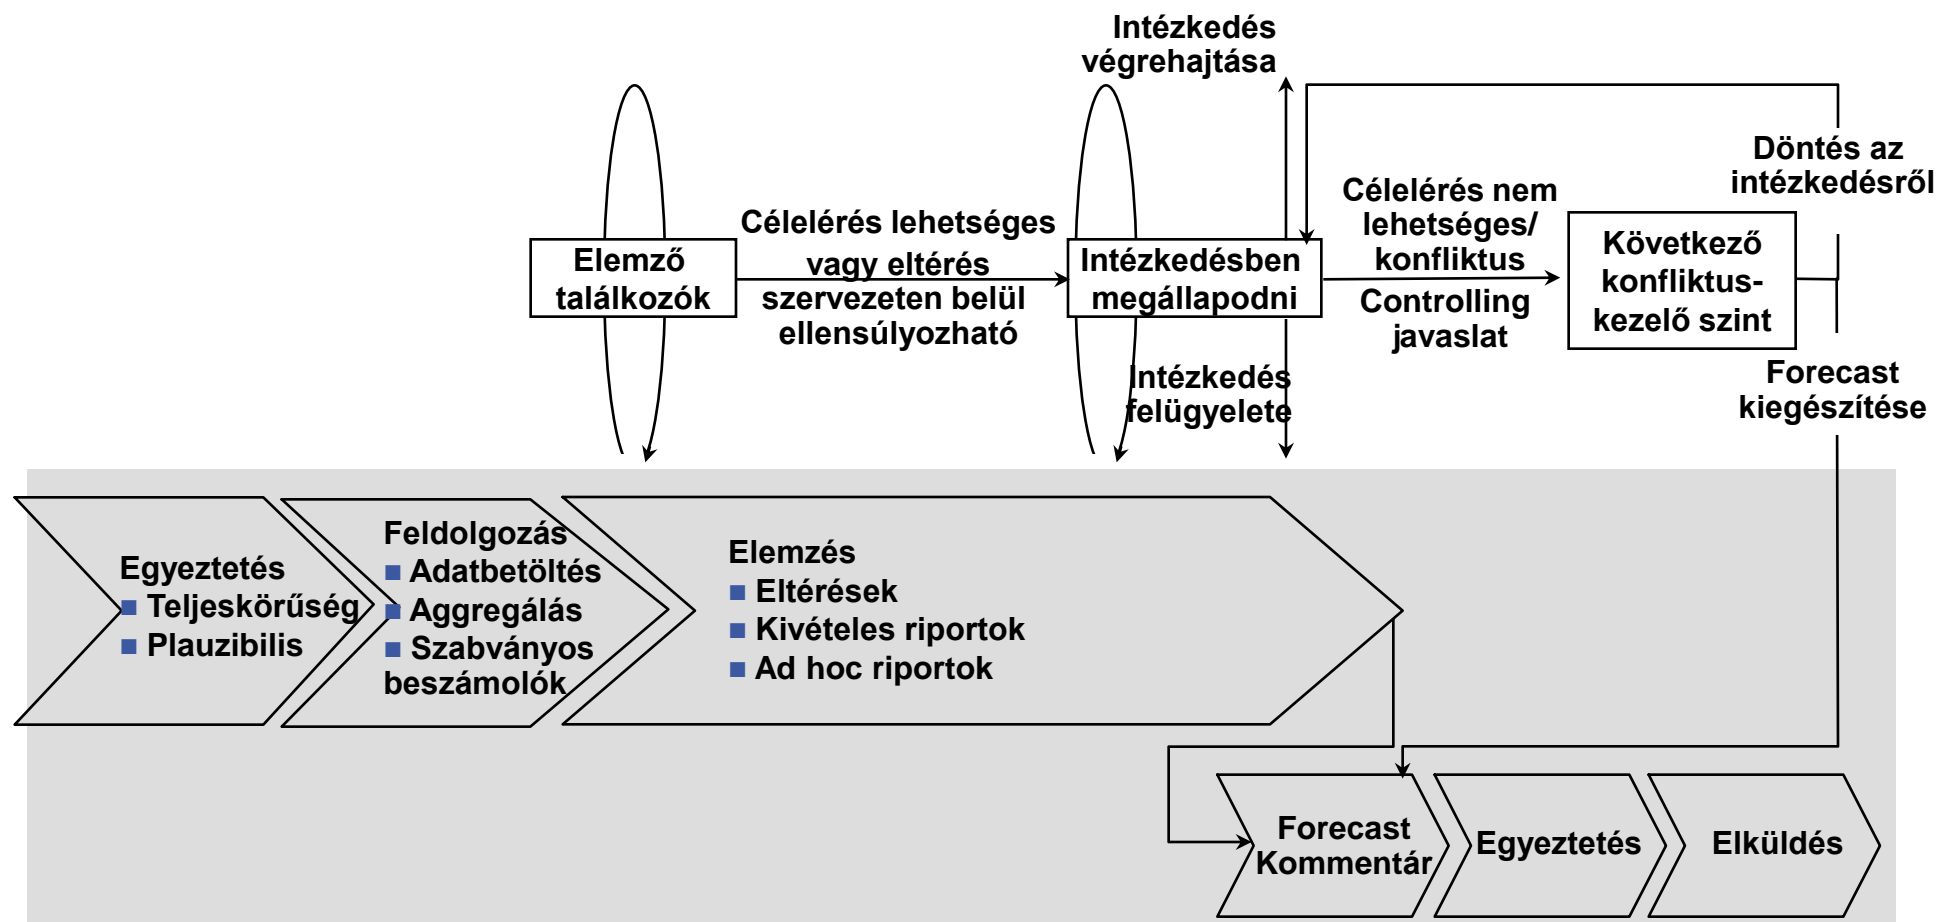 Intézkedés
végrehajtása
Döntés az
intézkedésről
Célelérés lehetséges
vagy eltérés
szervezeten belül
ellensúlyozható
Célelérés nem
lehetséges/
konfliktus
Controlling
javaslat
Elemző
találkozók
Intézkedésben
megállapodni
Következő
konfliktus-
kezelő szint
Intézkedés
felügyelete
Forecast
kiegészítése
Egyeztetés
■ Teljeskörűség
■ Plauzibilis
Feldolgozás
■ Adatbetöltés
■ Aggregálás
■ Szabványos
beszámolók
Elemzés
■ Eltérések
■ Kivételes riportok
■ Ad hoc riportok
Forecast
Kommentár
Egyeztetés
Elküldés